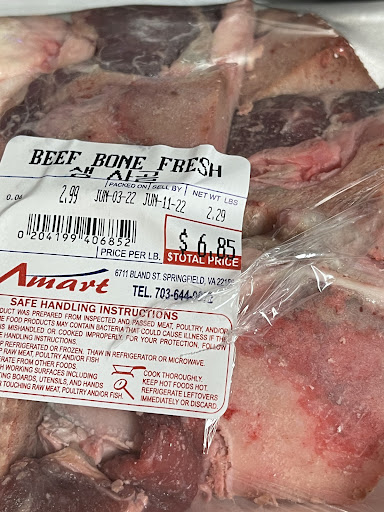 BEEF BONE FRESH
생 사골
PACKED ON SELL BY NET WT LBS
2.99 JUN-03-22 JUN-11-22 2.29
0 204199 406852
$ 6.85
PRICE PER LB. $TOTAL PRICE
Amart
6711 BLAND ST. SPRINGFIELD, VA
TEL. 703-644-
SAFE HANDLING INSTRUCTIONS
DUCT WAS PREPARED FROM INSPECTED AND PASSED MEAT, POULTRY, AND/OR
E FOOD PRODUCTS MAY CONTAIN BACTERIA THAT COULD CAUSE ILLNESS IF THE
IS MISHANDLED OR COOKED IMPROPERLY. FOR YOUR PROTECTION, FOLLOW
HANDLING INSTRUCTIONS.
P REFRIGERATED OR FROZEN. THAW IN REFRIGERATOR OR MICROWAVE.
P RAW MEAT, POULTRY AND/OR FISH
RATE FROM OTHER FOODS.
H WORKING SURFACES INCLUDING
ING BOARDS, UTENSILS, AND HANDS
R TOUCHING RAW MEAT, POULTRY AND/OR FISH.
COOK THOROUGHLY.
KEEP HOT FOODS HOT.
REFRIGERATE LEFTOVERS
IMMEDIATELY OR DISCARD.